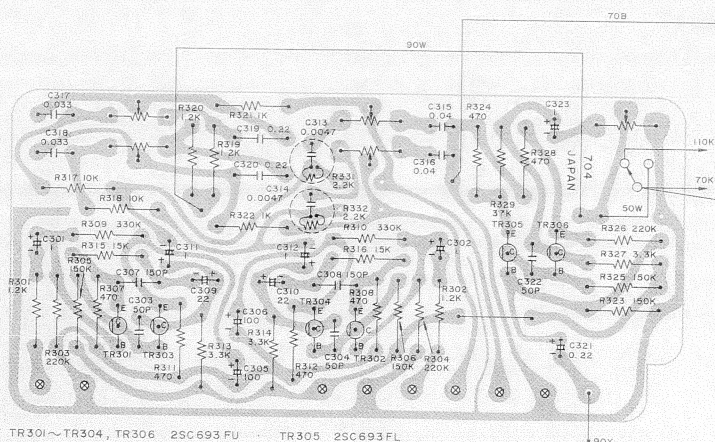 70B
90W
C317
0.033
R320
1.2K
R321 1K
C313
0.0047
C315
0.04
R324
470
C323
1
C318
0.033
C319 0.22
R319
1.2K
110K
C320 0.22
R331
2.2K
C316
0.04
R328
470
JAPAN
704
R317 10K
C314
0.0047
70K
R318 10K
R332
2.2K
R329
50W
R309 330K
R322 1K
R310 330K
TR305
TR306
R326 220K
C301
1
R315 15K
C311
1
C312
1
R316 15K
C302
1
E
E
R327 3.3K
R305
150K
C307 150P
C308 150P
B
B
R325 150K
R301
1.2K
R307
470
C303
50P
C309
22
C310
22
TR304
R308
470
R302
1.2K
C322
50P
R323 150K
E
E
C306
100
E
E
C
C
R314
3.3K
C
C
R303
220K
B
B
TR301
TR303
R313
3.3K
B
B
C304
50P
TR302
R306
150K
R304
220K
C321
0.22
R311
470
C305
100
R312
470
TR301~TR304, TR306 2SC693FU
TR305 2SC693FL
90X